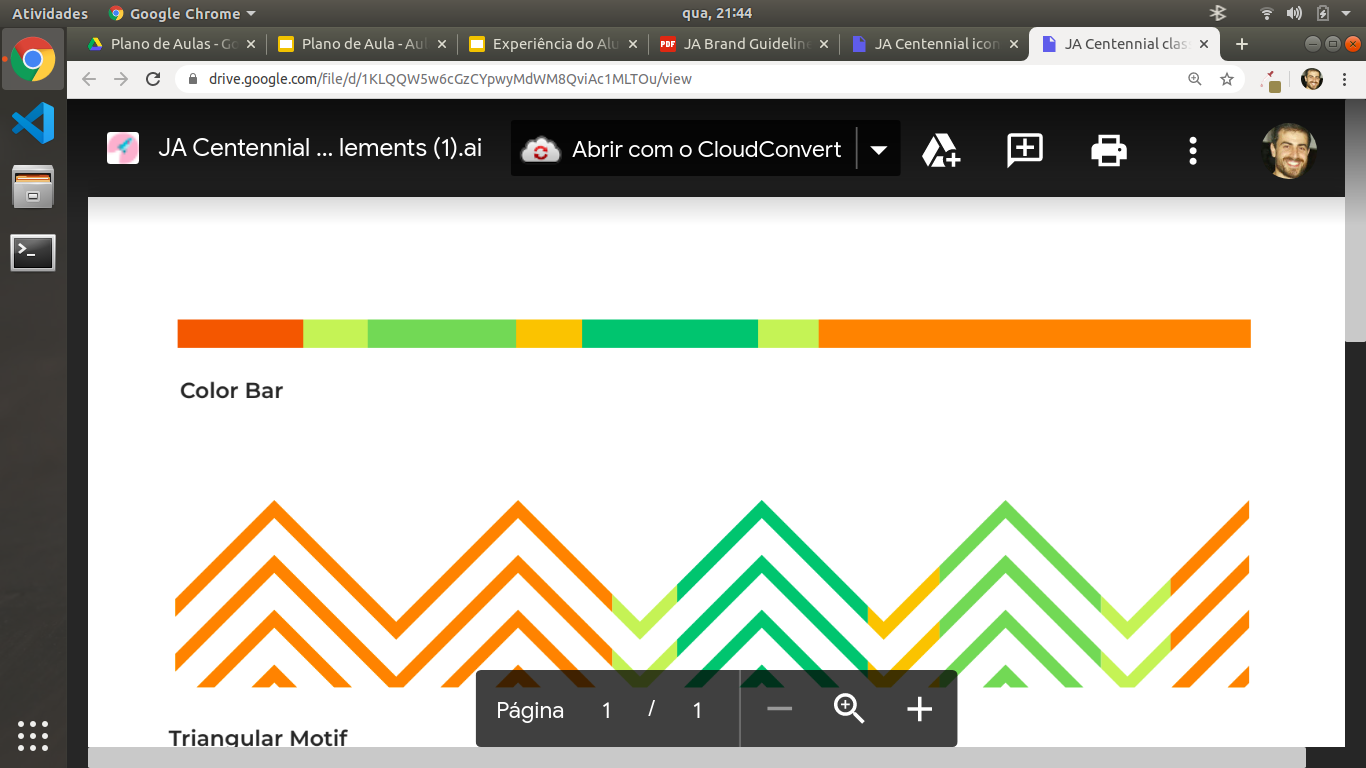 Atividades Google Chrome qua, 21:44
Plano de Aulas - Go Plano de Aula - Aul Experiência do Alu PDF JA Brand Guideline JA Centennial icon JA Centennial clas
drive.google.com/file/d/1KLQQW5w6cGzCYpwyMdWM8QviAc1MLTOu/view
JA Centennial ... lements (1).ai Abrir com o CloudConvert
Color Bar
Página 1 / 1
Triangular Motif